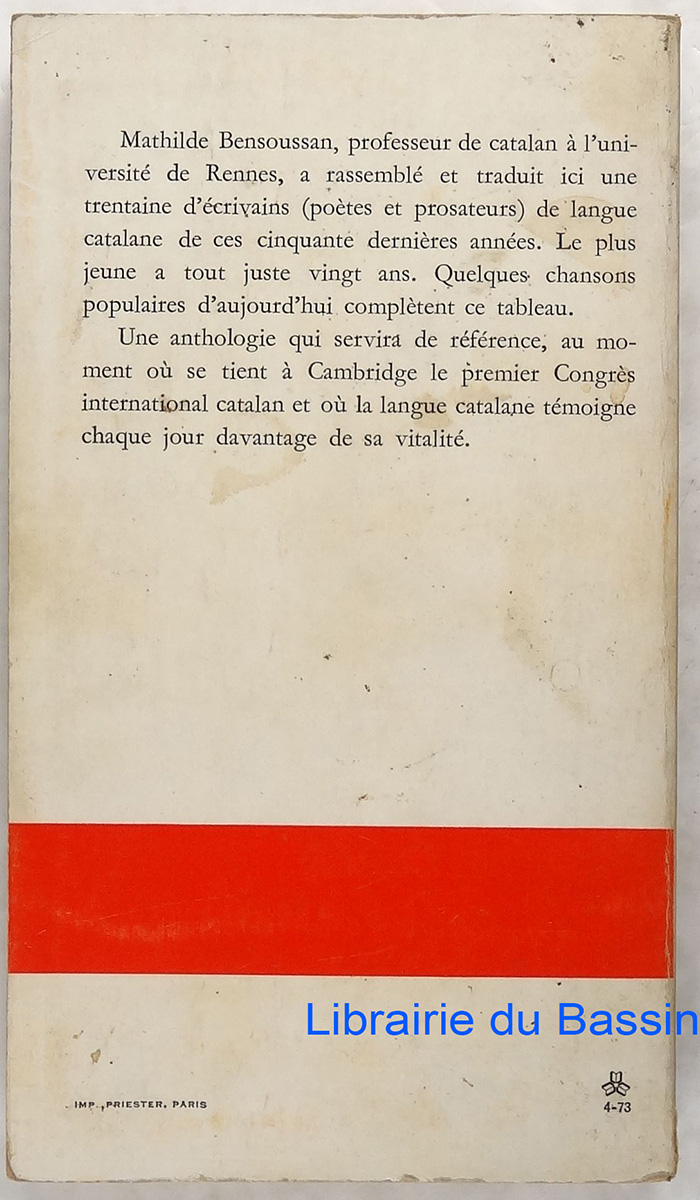 Mathilde Bensoussan, professeur de catalan à l'uni-
versité de Rennes, a rassemblé et traduit ici une
trentaine d'écrivains (poètes et prosateurs) de langue
catalane de ces cinquante dernières années. Le plus
jeune a tout juste vingt ans. Quelques chansons
populaires d'aujourd'hui complètent ce tableau.
Une anthologie qui servira de référence, au mo-
ment où se tient à Cambridge le premier Congrès
international catalan et où la langue catalane témoigne
chaque jour davantage de sa vitalité.
Librairie du Bassin
IMP. PRIESTER, PARIS
4-73